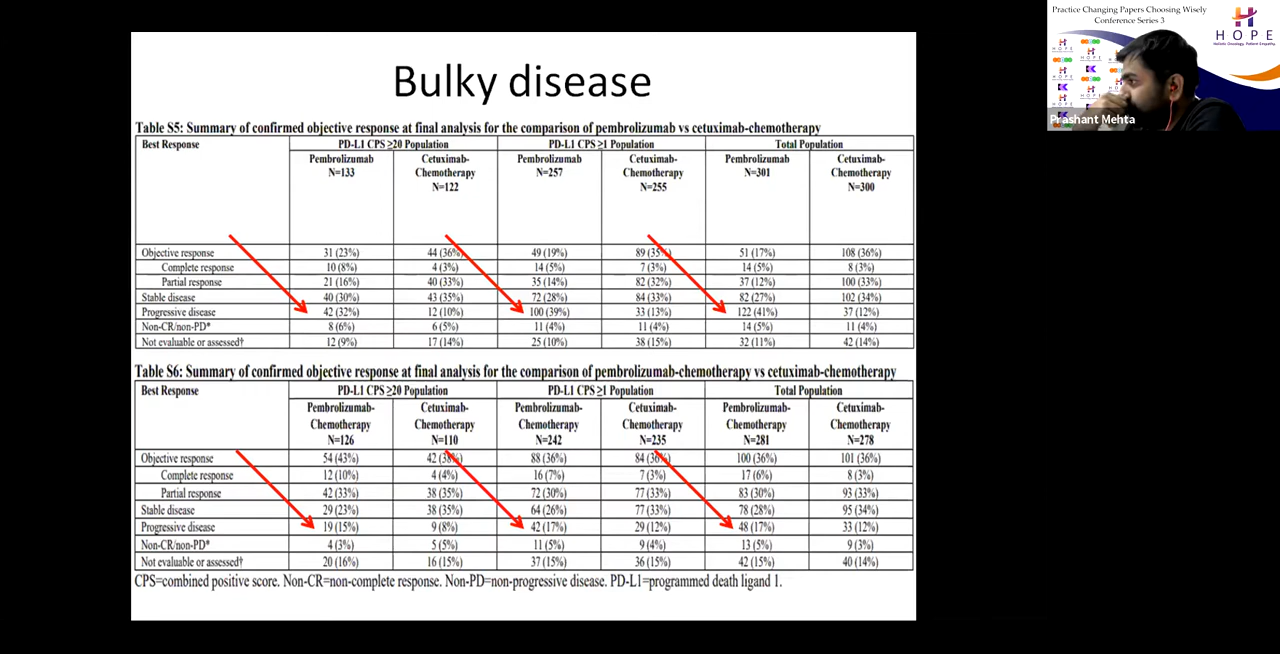 Practice Changing Papers Choosing Wisely
Conference Series 3
HOPE
Holistic Oncology, Patient Empathy
Prashant Mehta
Bulky disease
Table S5: Summary of confirmed objective response at final analysis for the comparison of pembrolizumab vs cetuximab-chemotherapy
Best Response PD-L1 CPS ≥20 Population PD-L1 CPS ≥1 Population Total Population
Pembrolizumab Cetuximab- Pembrolizumab Cetuximab- Pembrolizumab Cetuximab-
N=133 Chemotherapy N=257 Chemotherapy N=301 Chemotherapy
N=122 N=255 N=300
Objective response 31 (23%) 44 (36%) 49 (19%) 89 (35%) 51 (17%) 108 (36%)
Complete response 10 (8%) 4 (3%) 14 (5%) 7 (3%) 14 (5%) 8 (3%)
Partial response 21 (16%) 40 (33%) 35 (14%) 82 (32%) 37 (12%) 100 (33%)
Stable disease 40 (30%) 43 (35%) 72 (28%) 84 (33%) 82 (27%) 102 (34%)
Progressive disease 42 (32%) 12 (10%) 100 (39%) 33 (13%) 122 (41%) 37 (12%)
Non-CR/non-PD* 8 (6%) 6 (5%) 11 (4%) 11 (4%) 14 (5%) 11 (4%)
Not evaluable or assessed† 12 (9%) 17 (14%) 25 (10%) 38 (15%) 32 (11%) 42 (14%)
Table S6: Summary of confirmed objective response at final analysis for the comparison of pembrolizumab-chemotherapy vs cetuximab-chemotherapy
Best Response PD-L1 CPS ≥20 Population PD-L1 CPS ≥1 Population Total Population
Pembrolizumab- Cetuximab- Pembrolizumab- Cetuximab- Pembrolizumab- Cetuximab-
Chemotherapy Chemotherapy Chemotherapy Chemotherapy Chemotherapy Chemotherapy
N=126 N=110 N=242 N=235 N=281 N=278
Objective response 54 (43%) 42 (38%) 88 (36%) 84 (36%) 100 (36%) 101 (36%)
Complete response 12 (10%) 4 (4%) 16 (7%) 7 (3%) 17 (6%) 8 (3%)
Partial response 42 (33%) 38 (35%) 72 (30%) 77 (33%) 83 (30%) 93 (33%)
Stable disease 29 (23%) 38 (35%) 64 (26%) 77 (33%) 78 (28%) 95 (34%)
Progressive disease 19 (15%) 9 (8%) 42 (17%) 29 (12%) 48 (17%) 33 (12%)
Non-CR/non-PD* 4 (3%) 5 (5%) 11 (5%) 9 (4%) 13 (5%) 9 (3%)
Not evaluable or assessed† 20 (16%) 16 (15%) 37 (15%) 36 (15%) 42 (15%) 40 (14%)
CPS=combined positive score. Non-CR=non-complete response. Non-PD=non-progressive disease. PD-L1=programmed death ligand 1.